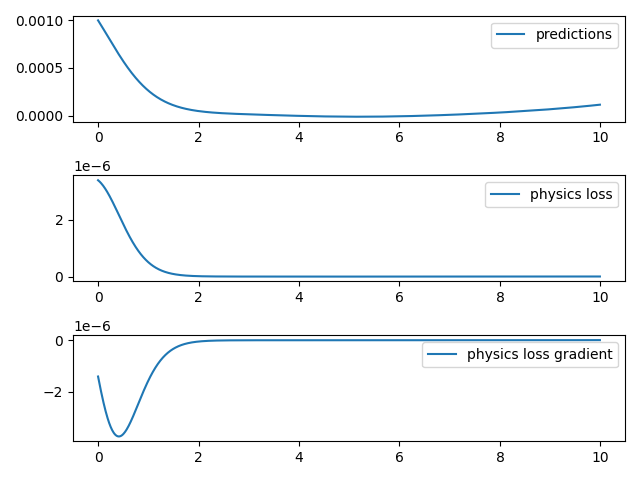 0.0010
0.0005
0.0000
predictions
0 2 4 6 8 10
1e−6
2
0
physics loss
0 2 4 6 8 10
1e−6
0
−2
physics loss gradient
0 2 4 6 8 10